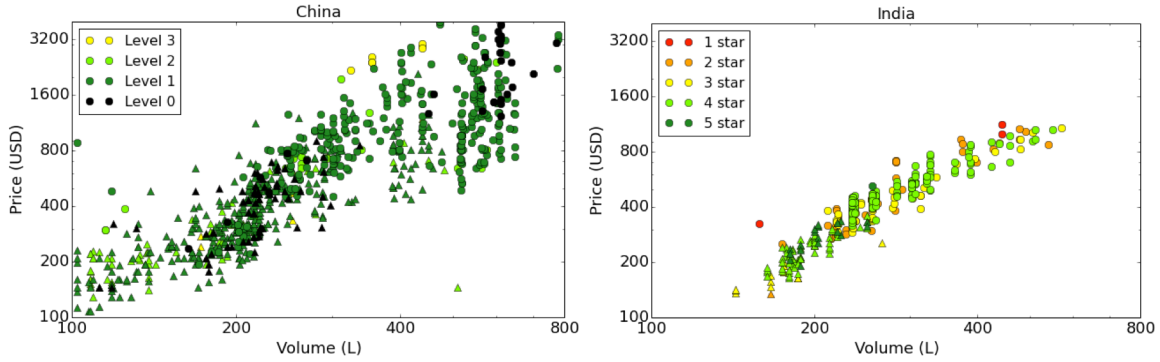 China
3200
1600
800
400
200
100
Price (USD)
Level 3
Level 2
Level 1
Level 0
100
200
400
800
Volume (L)
India
3200
1600
800
400
200
100
Price (USD)
1 star
2 star
3 star
4 star
5 star
100
200
400
800
Volume (L)